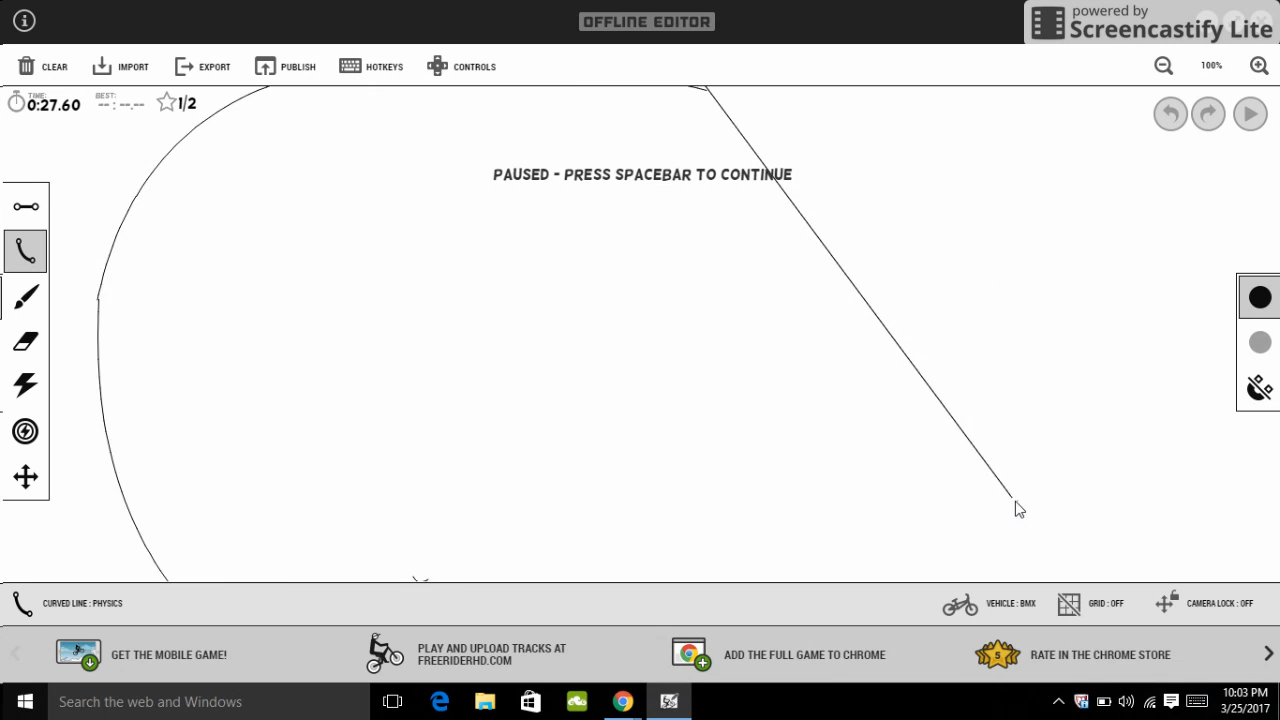 OFFLINE EDITOR
powered by
Screencastify Lite
CLEAR
IMPORT
EXPORT
PUBLISH
HOTKEYS
CONTROLS
100%
TIME:
0:27.60
BEST:
-- : --.--
1/2
PAUSED - PRESS SPACEBAR TO CONTINUE
CURVED LINE : PHYSICS
VEHICLE : BMX
GRID : OFF
CAMERA LOCK : OFF
GET THE MOBILE GAME!
PLAY AND UPLOAD TRACKS AT
FREERIDERHD.COM
ADD THE FULL GAME TO CHROME
5
RATE IN THE CHROME STORE
Search the web and Windows
10:03 PM
3/25/2017